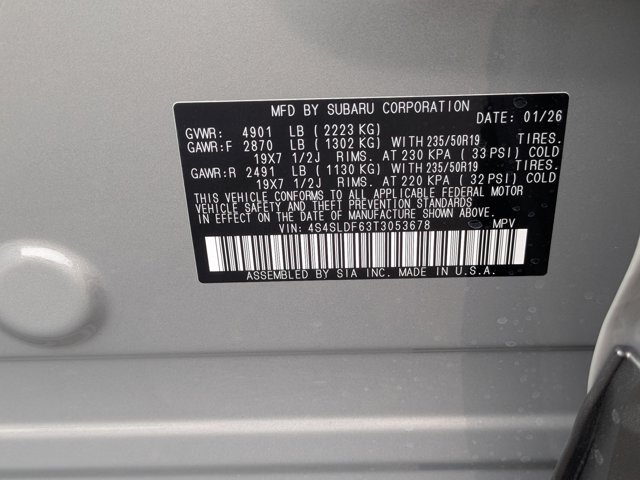 MFD BY SUBARU CORPORATION DATE: 01/26
GVWR: 4901 LB ( 2223 KG)
GAWR:F 2870 LB ( 1302 KG) WITH 235/50R19 TIRES.
19X7 1/2J RIMS. AT 230 KPA ( 33 PSI) COLD
GAWR:R 2491 LB ( 1130 KG) WITH 235/50R19 TIRES.
19X7 1/2J RIMS. AT 220 KPA ( 32 PSI) COLD
THIS VEHICLE CONFORMS TO ALL APPLICABLE FEDERAL MOTOR
VEHICLE SAFETY AND THEFT PREVENTION STANDARDS
IN EFFECT ON THE DATE OF MANUFACTURE SHOWN ABOVE.
VIN: 4S4SLDF63T3053678 MPV
ASSEMBLED BY SIA INC. MADE IN U.S.A.